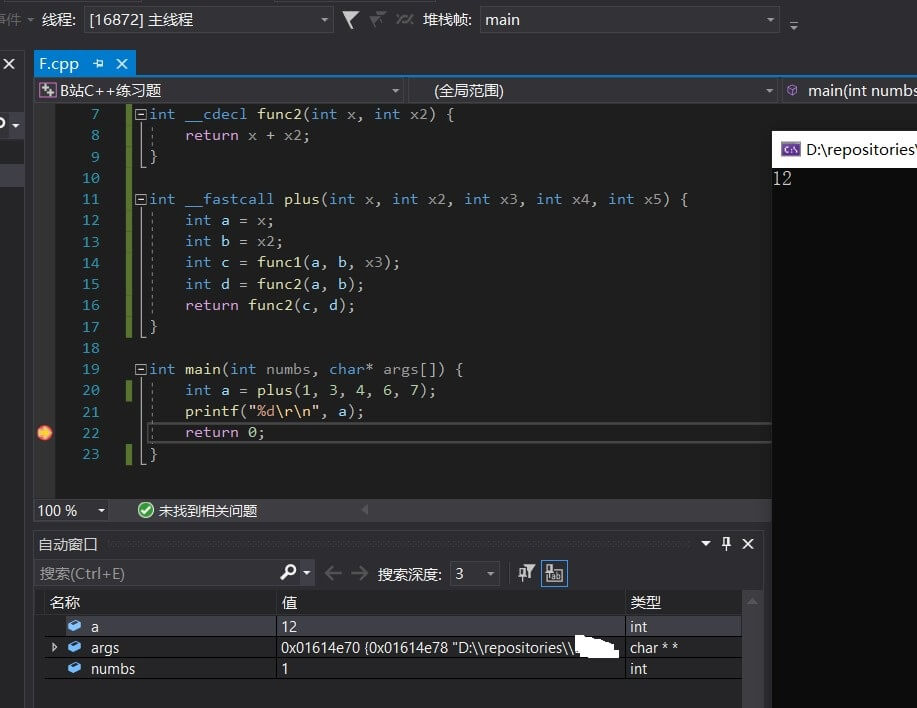 事件 线程: [16872] 主线程 堆栈帧: main
F.cpp
B站C++练习题 (全局范围) main(int numbs
7 int __cdecl func2(int x, int x2) {
8 return x + x2;
9 }
10
11 int __fastcall plus(int x, int x2, int x3, int x4, int x5) {
12 int a = x;
13 int b = x2;
14 int c = func1(a, b, x3);
15 int d = func2(a, b);
16 return func2(c, d);
17 }
18
19 int main(int numbs, char* args[]) {
20 int a = plus(1, 3, 4, 6, 7);
21 printf("%d\r\n", a);
22 return 0;
23 }
D:\repositories\
12
100 % 未找到相关问题
自动窗口
搜索(Ctrl+E) 搜索深度: 3
名称 值 类型
a 12 int
args 0x01614e70 {0x01614e78 "D:\\repositories\\ char * *
numbs 1 int